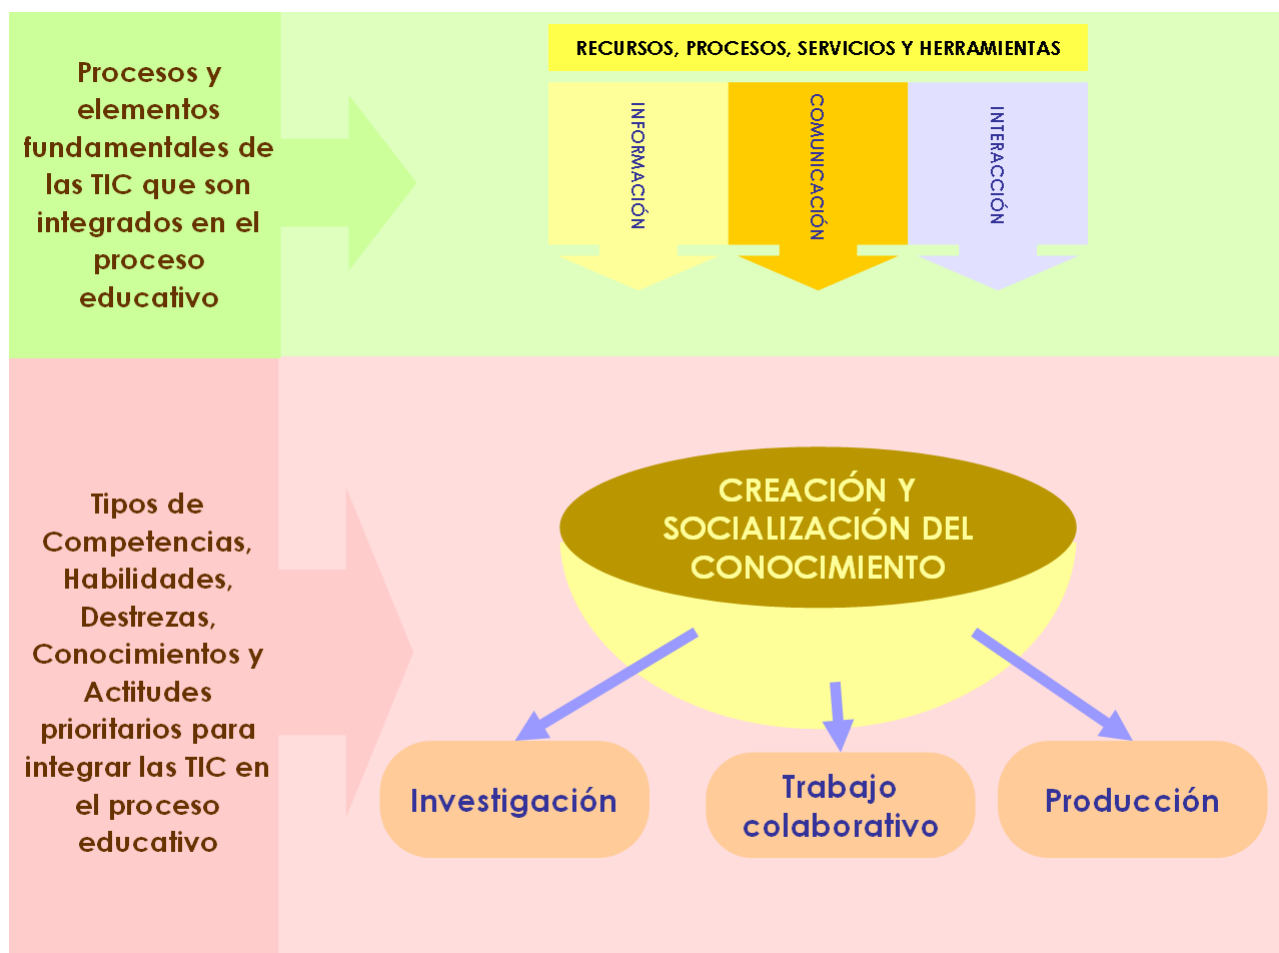 Procesos y
elementos
fundamentales de
las TIC que son
integrados en el
proceso
educativo
RECURSOS, PROCESOS, SERVICIOS Y HERRAMIENTAS
INFORMACIÓN
COMUNICACIÓN
INTERACCIÓN
Tipos de
Competencias,
Habilidades,
Destrezas,
Conocimientos y
Actitudes
prioritarios para
integrar las TIC en
el proceso
educativo
CREACIÓN Y
SOCIALIZACIÓN DEL
CONOCIMIENTO
Investigación
Trabajo
colaborativo
Producción